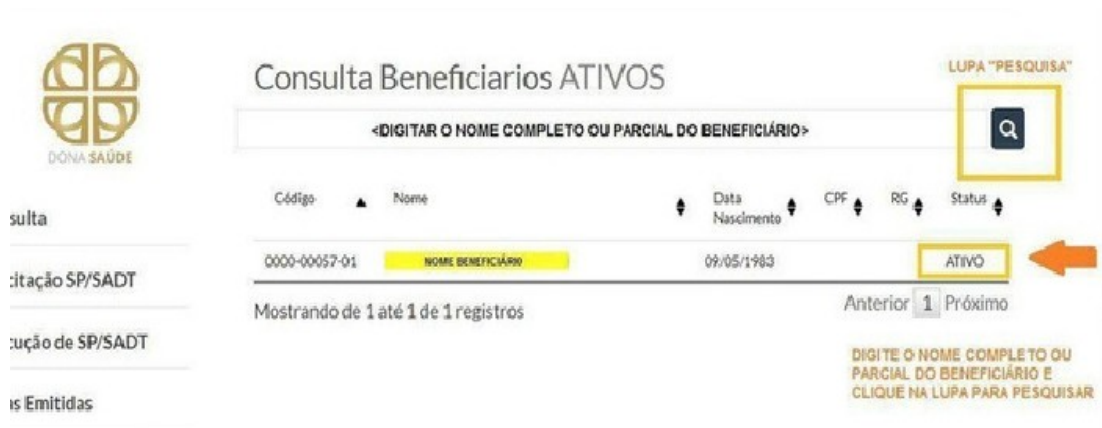 DONA SAÚDE
sulta
citação SP/SADT
cução de SP/SADT
as Emitidas
Consulta Beneficiarios ATIVOS
LUPA "PESQUISA"
<DIGITAR O NOME COMPLETO OU PARCIAL DO BENEFICIÁRIO>
Código Nome Data Nascimento CPF RG Status
0000-00057-01 NOME BENEFICIÁRIO 09/05/1983 ATIVO
Mostrando de 1 até 1 de 1 registros
Anterior 1 Próximo
DIGITE O NOME COMPLETO OU
PARCIAL DO BENEFICIÁRIO E
CLIQUE NA LUPA PARA PESQUISAR